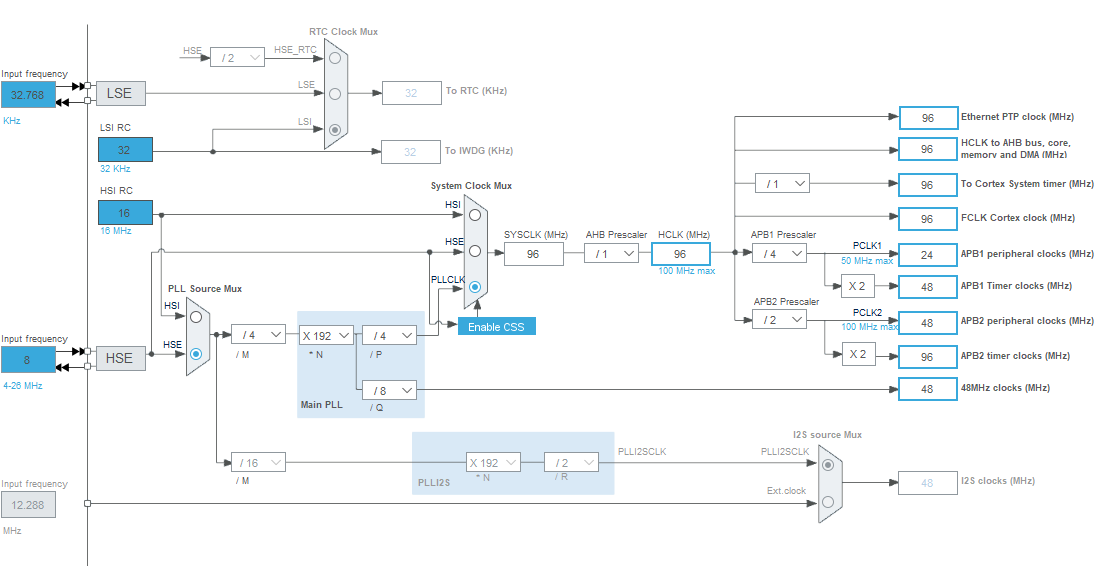 RTC Clock Mux
HSE
/ 2
HSE_RTC
Input frequency
32.768
KHz
LSE
LSE
32
To RTC (KHz)
LSI RC
LSI
32
32 KHz
32
To IWDG (KHz)
HSI RC
16
16 MHz
System Clock Mux
HSI
HSE
PLLCLK
Enable CSS
SYSCLK (MHz)
96
AHB Prescaler
/ 1
HCLK (MHz)
96
100 MHz max
96
Ethernet PTP clock (MHz)
96
HCLK to AHB bus, core,
memory and DMA (MHz)
/ 1
96
To Cortex System timer (MHz)
96
FCLK Cortex clock (MHz)
APB1 Prescaler
/ 4
PCLK1
50 MHz max
24
APB1 peripheral clocks (MHz)
X 2
48
APB1 Timer clocks (MHz)
APB2 Prescaler
/ 2
PCLK2
100 MHz max
48
APB2 peripheral clocks (MHz)
X 2
96
APB2 timer clocks (MHz)
48
48MHz clocks (MHz)
PLL Source Mux
HSI
HSE
Input frequency
8
4-26 MHz
HSE
/ 4
/ M
X 192
* N
/ 4
/ P
/ 8
/ Q
Main PLL
/ 16
/ M
PLLI2S
X 192
* N
/ 2
/ R
PLLI2SCLK
I2S source Mux
PLLI2SCLK
Ext.clock
48
I2S clocks (MHz)
Input frequency
12.288
MHz